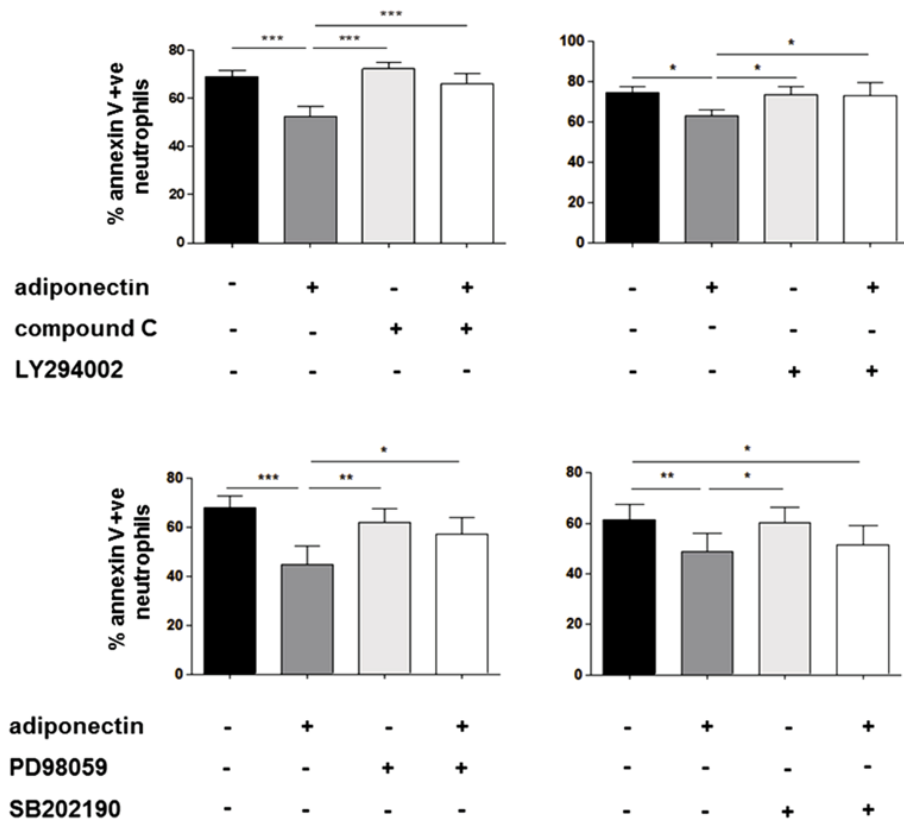 *** *
*** *** * *
80 100
60 80
40 60
20 40
0 20
0
% annexin V +ve
neutrophils
adiponectin - + - + - + - +
compound C - - + + - - - -
LY294002 - - - - - - + +
* *
*** ** ** *
80 80
60 60
40 40
20 20
0 0
% annexin V +ve
neutrophils
adiponectin - + - + - + - +
PD98059 - - + + - - - -
SB202190 - - - - - - + +